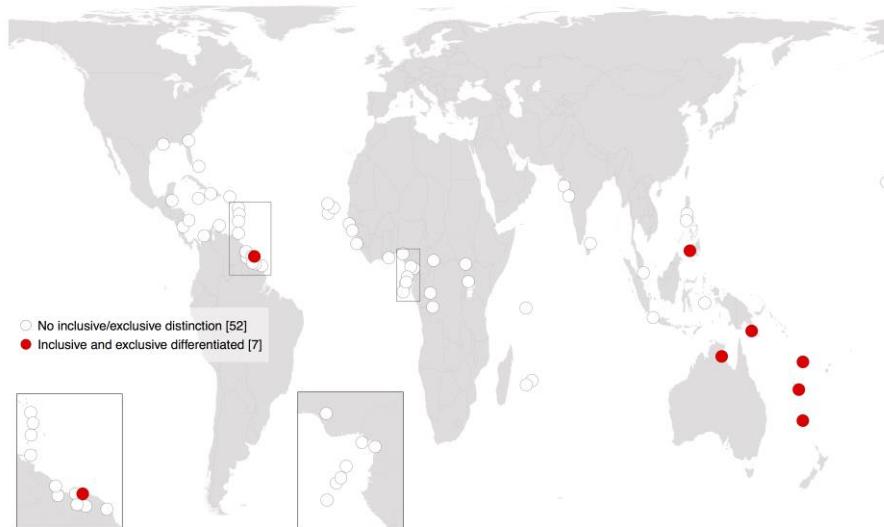 No inclusive/exclusive distinction [52]
Inclusive and exclusive differentiated [7]